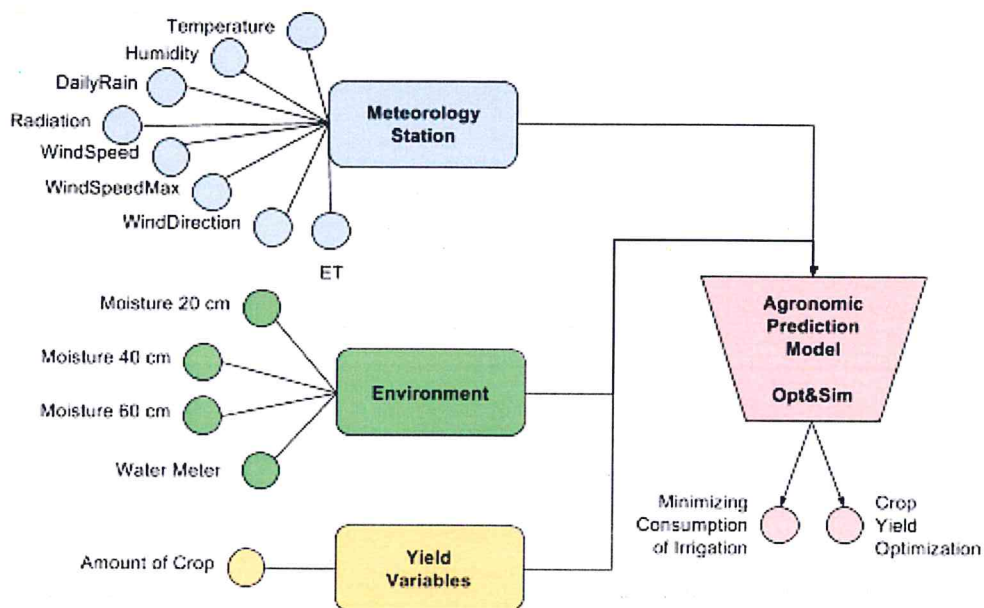 Temperature
Humidity
DailyRain
Radiation
WindSpeed
WindSpeedMax
WindDirection
ET
Meteorology
Station
Moisture 20 cm
Moisture 40 cm
Moisture 60 cm
Water Meter
Environment
Amount of Crop
Yield
Variables
Agronomic
Prediction
Model
Opt&Sim
Minimizing
Consumption
of Irrigation
Crop
Yield
Optimization